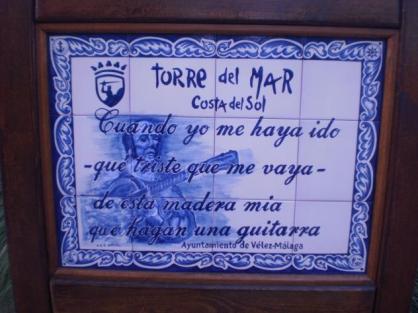 TORRE del MAR
COSTA del SOL
Cuando yo me haya ido
-que triste que me vaya-
de esta madera mia
que hagan una guitarra
Ayuntamiento de Vélez-Málaga